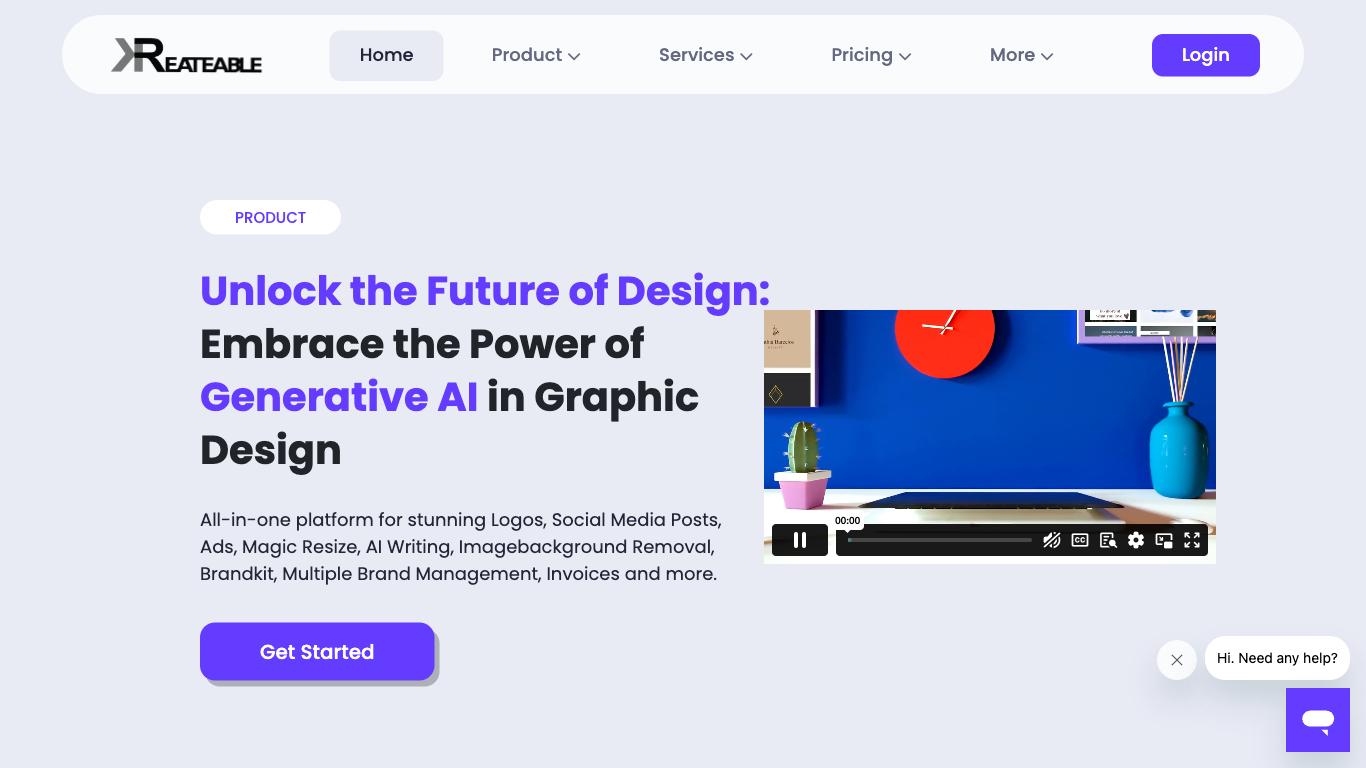 KREATEABLE
Home
Product
Services
Pricing
More
Login
PRODUCT
Unlock the Future of Design:
Embrace the Power of
Generative AI in Graphic
Design
All-in-one platform for stunning Logos, Social Media Posts,
Ads, Magic Resize, AI Writing, Imagebackground Removal,
Brandkit, Multiple Brand Management, Invoices and more.
00:00
CC
Get Started
Hi. Need any help?